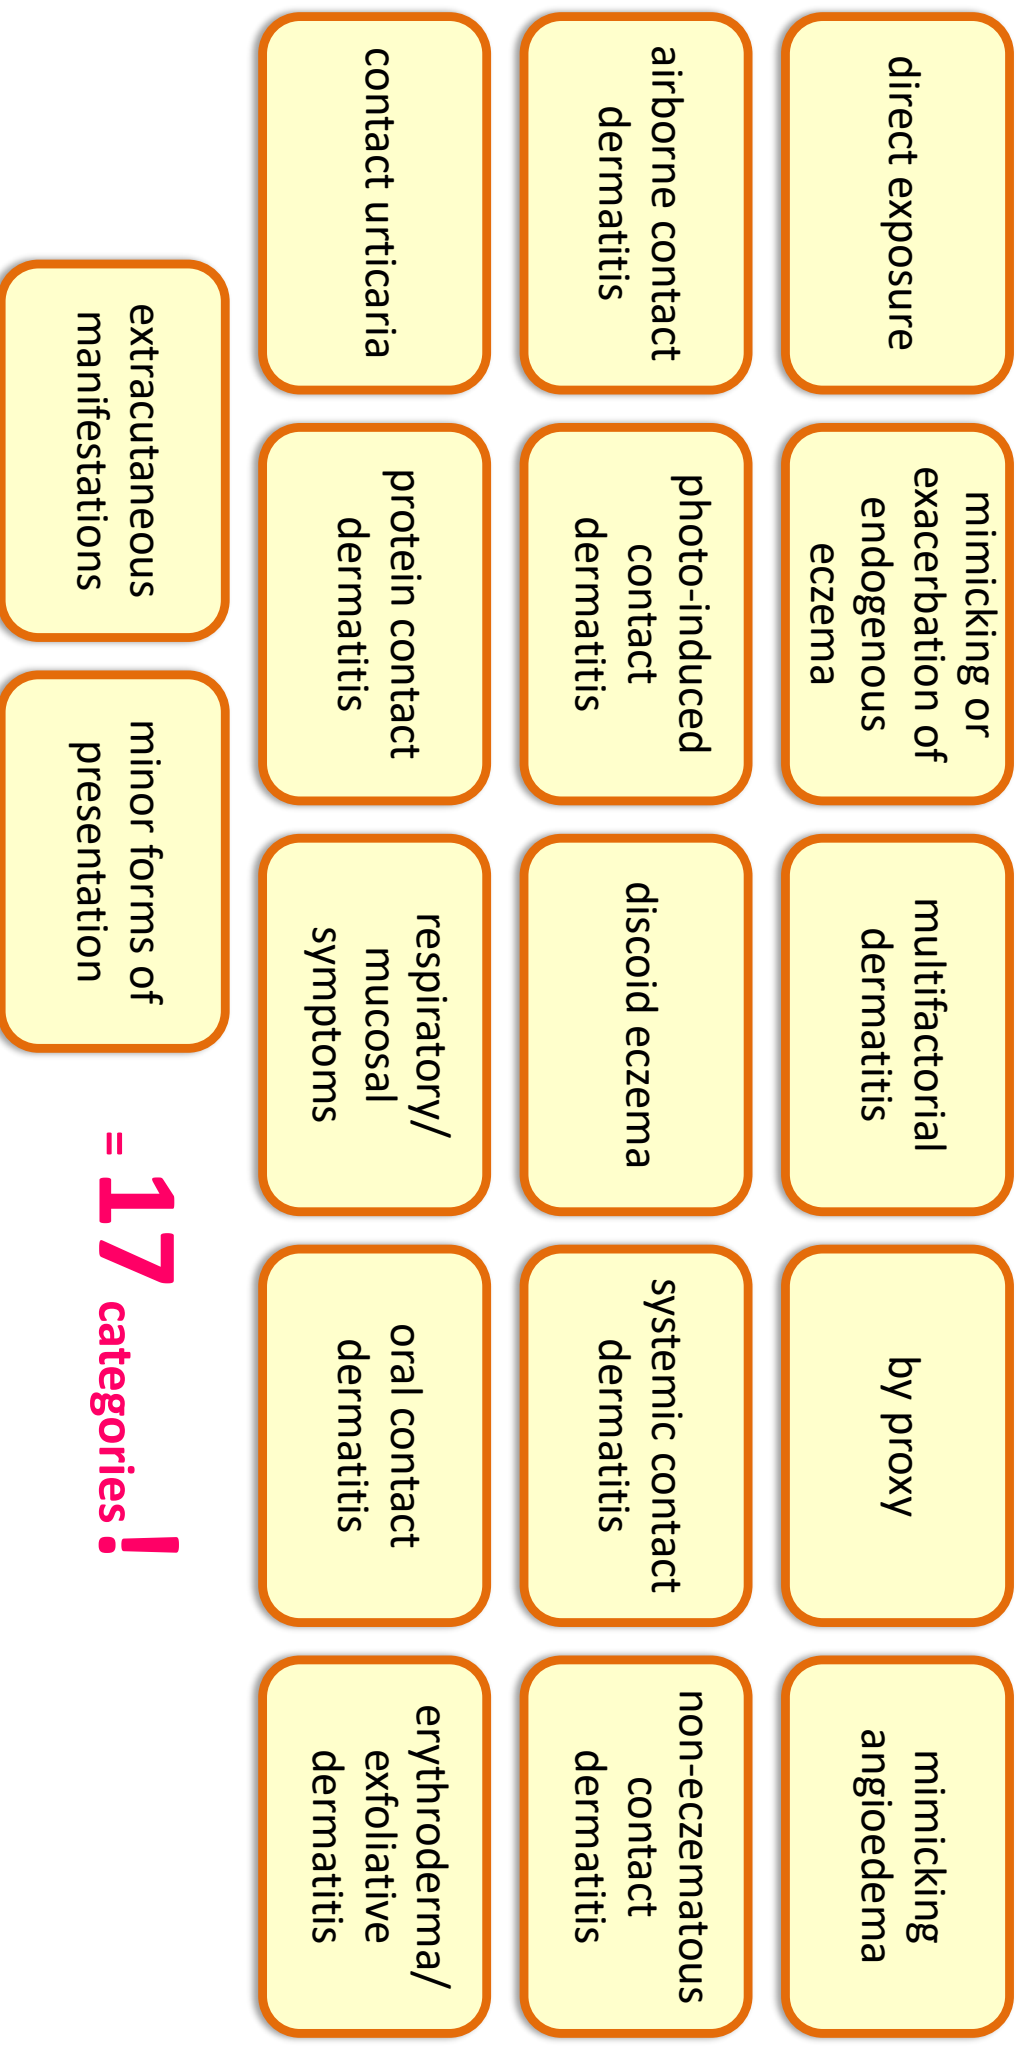 direct exposure
mimicking or
exacerbation of
endogenous
eczema
multifactorial
dermatitis
by proxy
mimicking
angioedema
airborne contact
dermatitis
photo-induced
contact
dermatitis
discoid eczema
systemic contact
dermatitis
non-eczematous
contact
dermatitis
contact urticaria
protein contact
dermatitis
respiratory/
mucosal
symptoms
oral contact
dermatitis
erythroderma/
exfoliative
dermatitis
extracutaneous
manifestations
minor forms of
presentation
= 17 categories!